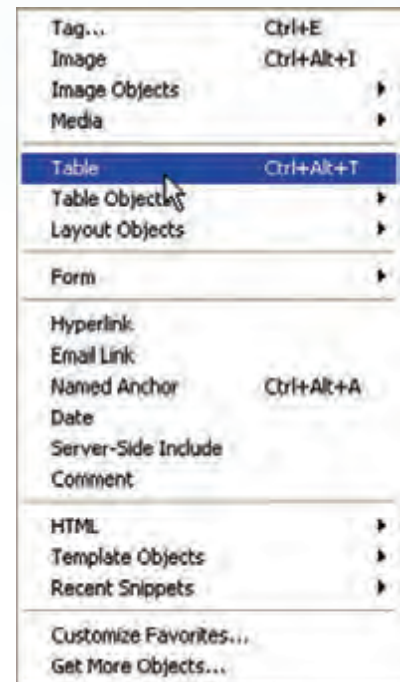 Tag... Ctrl+E
Image Ctrl+Alt+I
Image Objects
Media
Table Ctrl+Alt+T
Table Objects
Layout Objects
Form
Hyperlink
Email Link
Named Anchor Ctrl+Alt+A
Date
Server-Side Include
Comment
HTML
Template Objects
Recent Snippets
Customize Favorites...
Get More Objects...